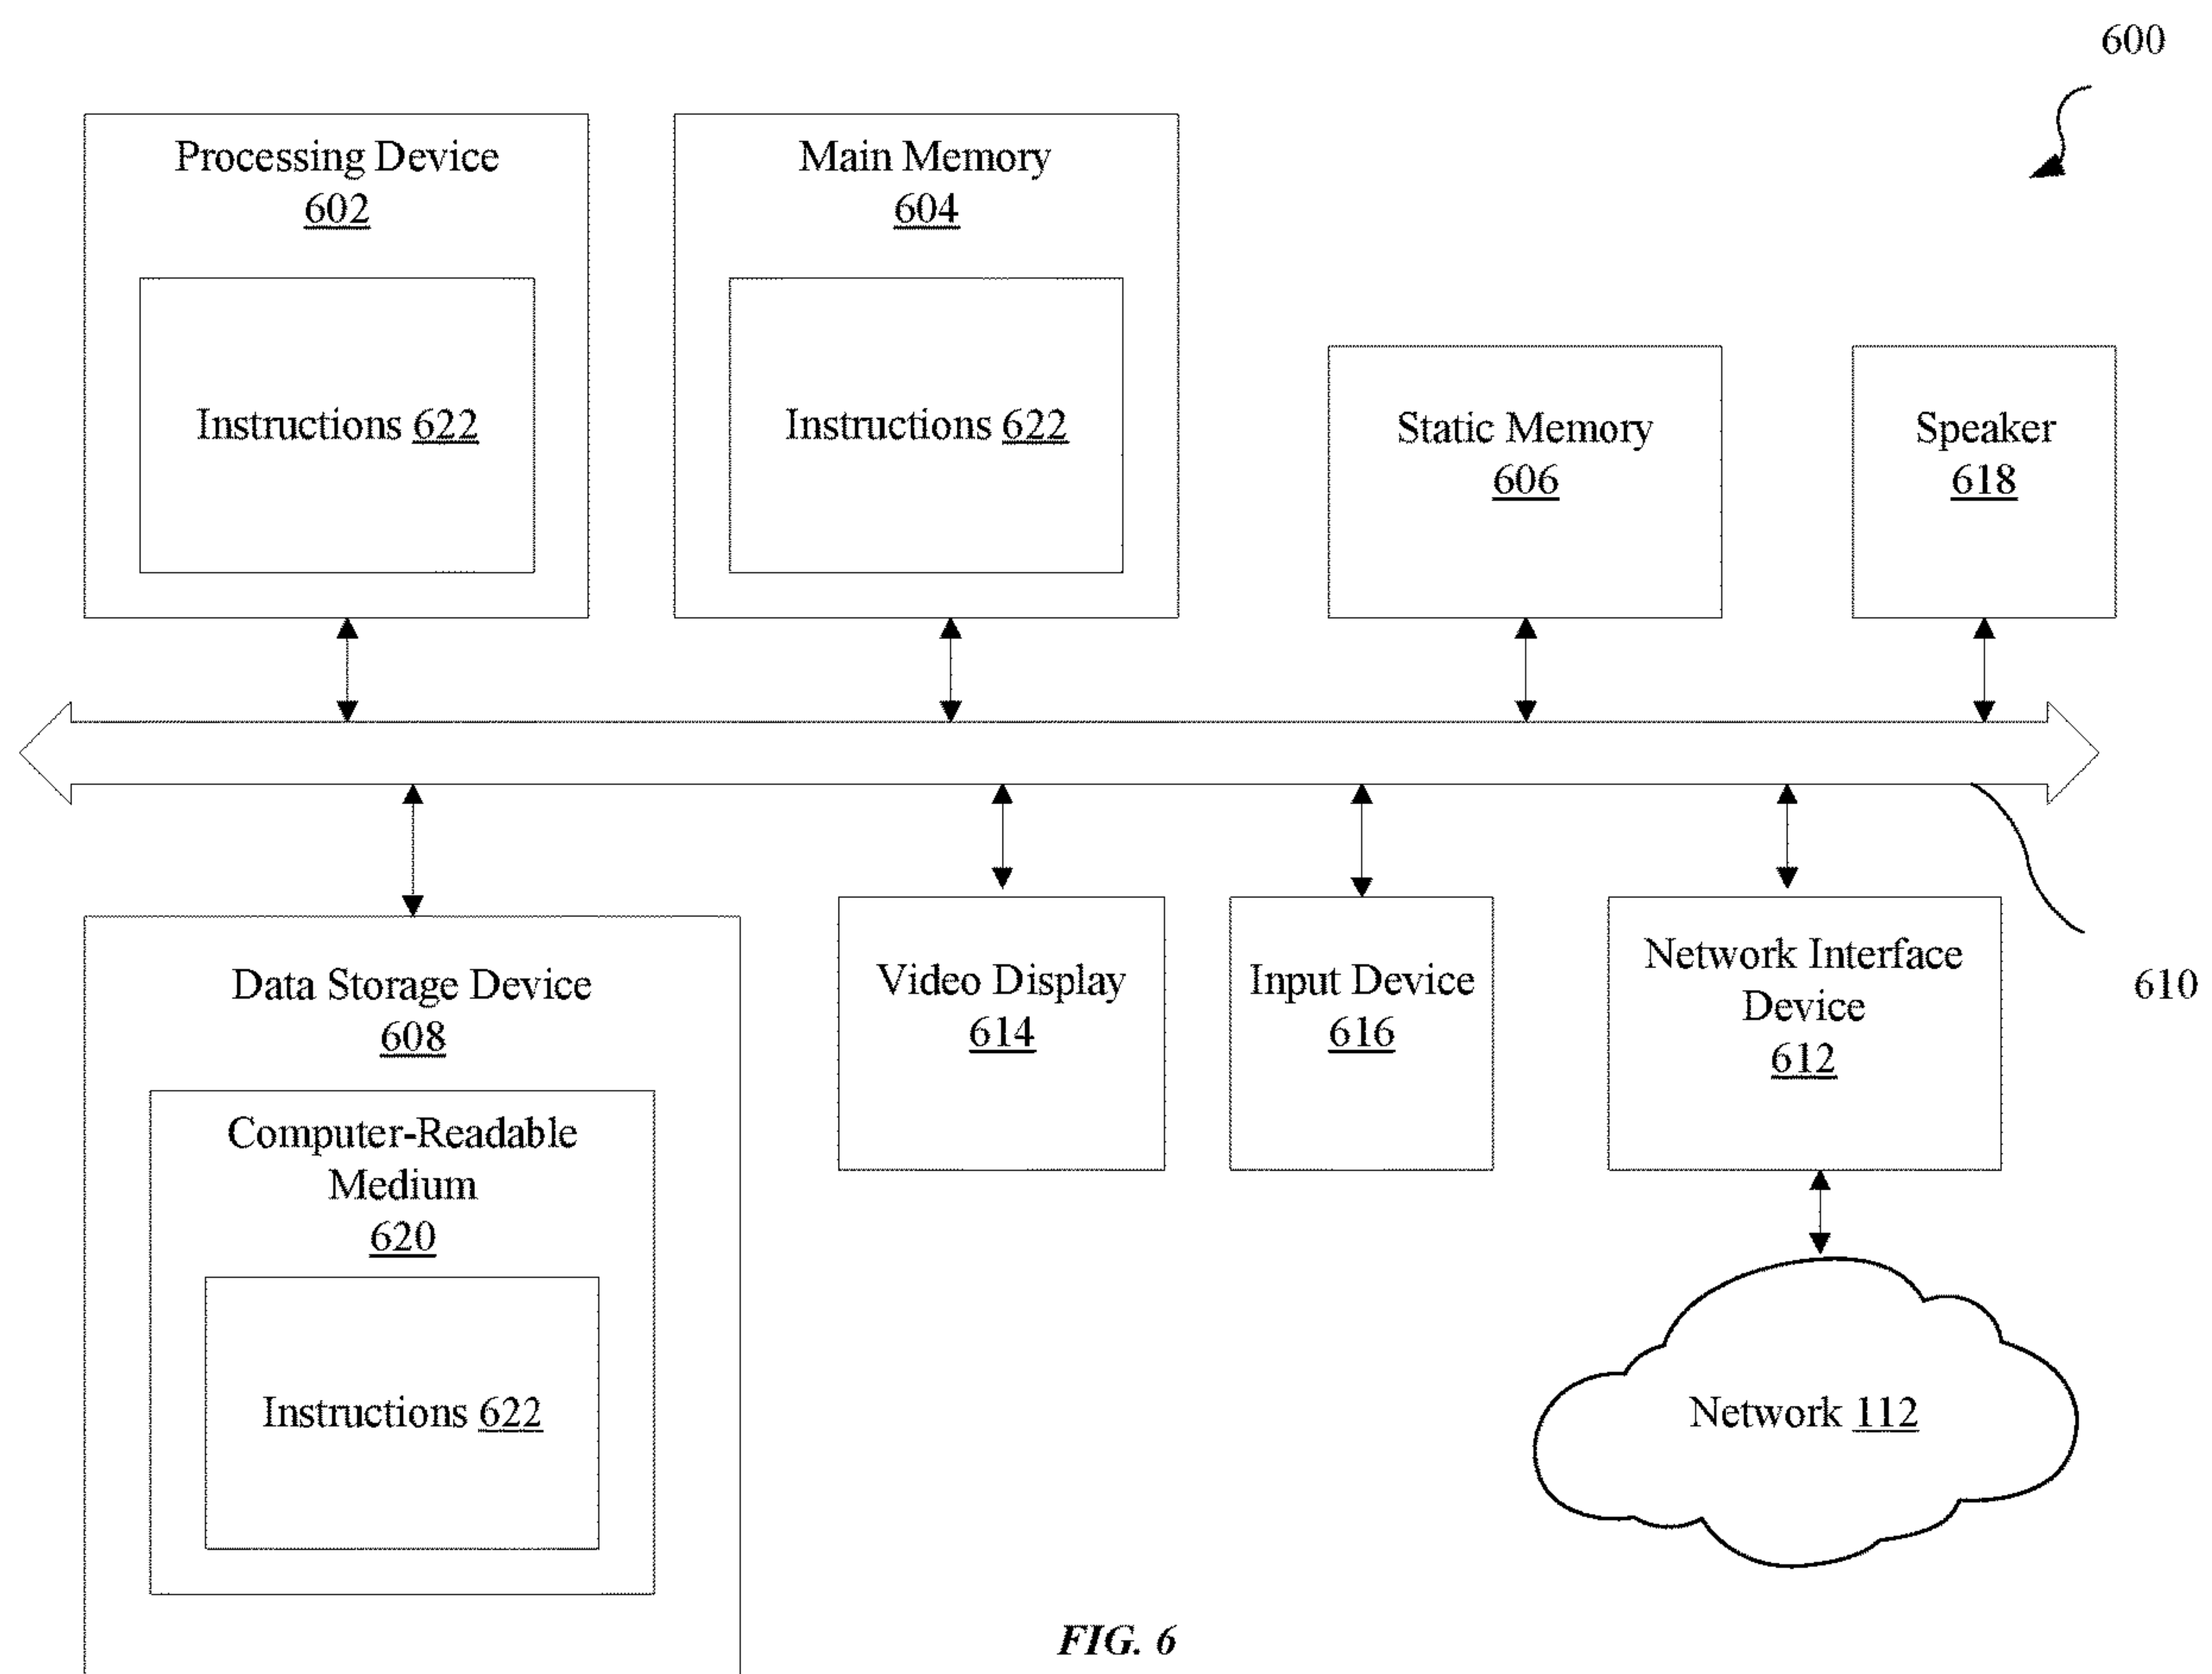 600
Processing Device
602
Instructions 622
Main Memory
604
Instructions 622
Static Memory
606
Speaker
618
Data Storage Device
608
Computer-Readable
Medium
620
Instructions 622
Video Display
614
Input Device
616
Network Interface
Device
612
610
Network 112
FIG. 6